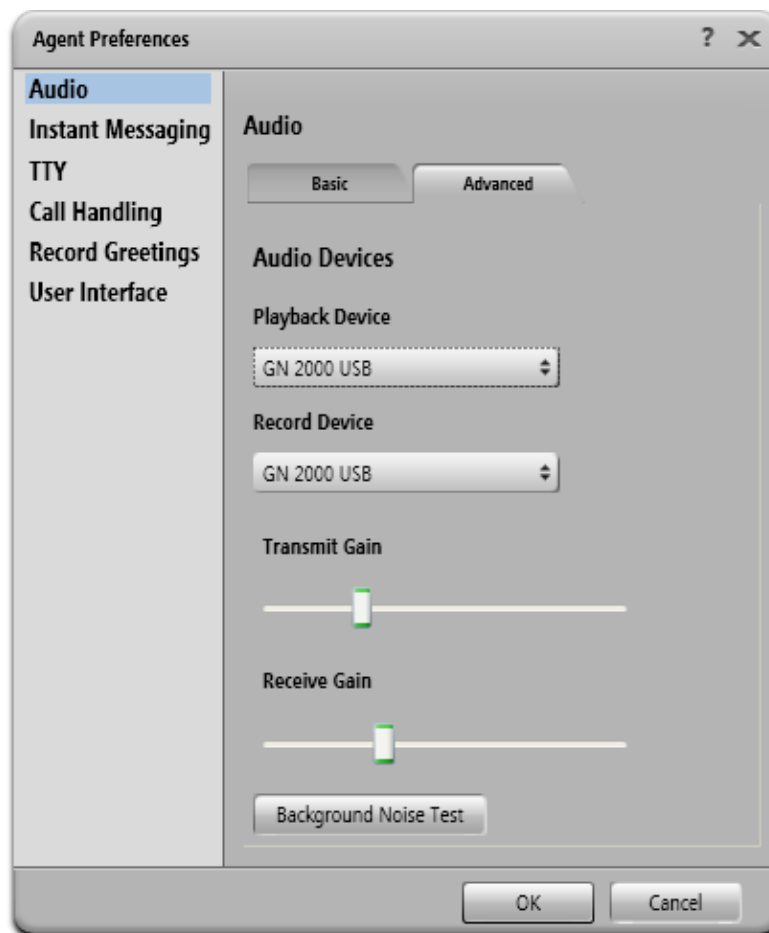 Agent Preferences ?
Audio
Instant Messaging
TTY
Call Handling
Record Greetings
User Interface
Audio
Basic Advanced
Audio Devices
Playback Device
GN 2000 USB
Record Device
GN 2000 USB
Transmit Gain
Receive Gain
Background Noise Test
OK Cancel